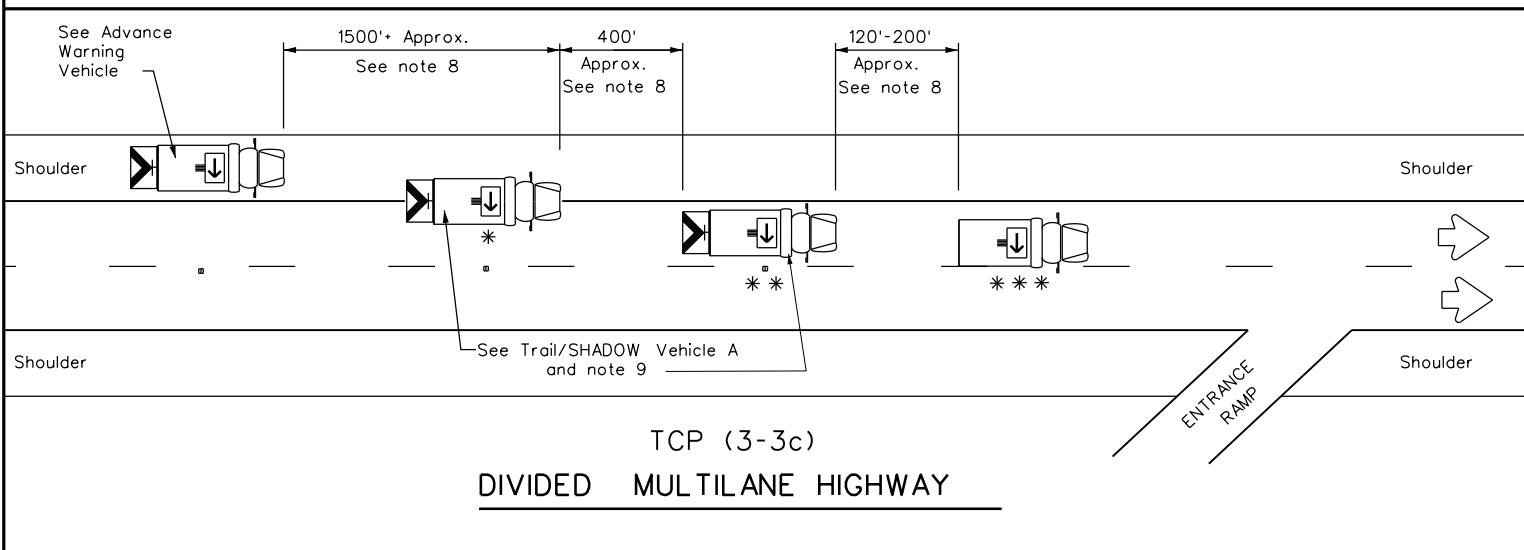 See Advance
Warning
Vehicle
1500'+ Approx.
See note 8
400'
Approx.
See note 8
120'-200'
Approx.
See note 8
Shoulder
Shoulder
*
* *
* * *
See Trail/SHADOW Vehicle A
and note 9
Shoulder
Shoulder
ENTRANCE
RAMP
TCP (3-3c)
DIVIDED MULTILANE HIGHWAY